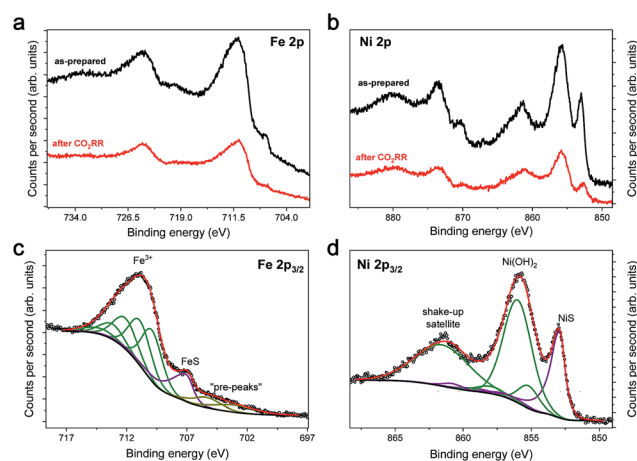 a
Fe 2p
as-prepared
after CO₂RR
Counts per second (arb. units)
734.0 726.5 719.0 711.5 704.0
Binding energy (eV)
b
Ni 2p
as-prepared
after CO₂RR
Counts per second (arb. units)
880 870 860 850
Binding energy (eV)
c
Fe 2p₃/₂
Fe³⁺
FeS
"pre-peaks"
Counts per second (arb. units)
717 712 707 702 697
Binding energy (eV)
d
Ni 2p₃/₂
Ni(OH)₂
shake-up
satellite
NiS
Counts per second (arb. units)
865 860 855 850
Binding energy (eV)